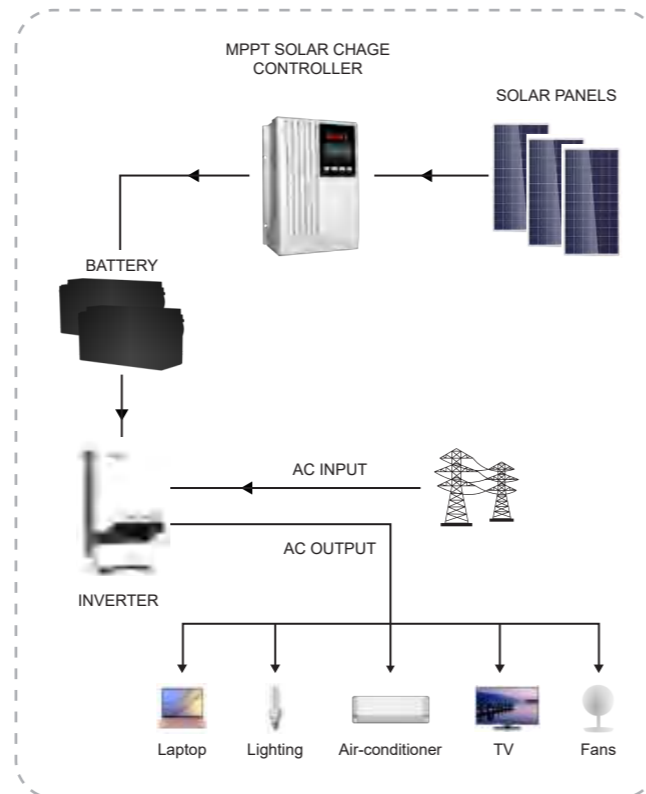 MPPT SOLAR CHAGE
CONTROLLER
SOLAR PANELS
BATTERY
AC INPUT
AC OUTPUT
INVERTER
Laptop
Lighting
Air-conditioner
TV
Fans